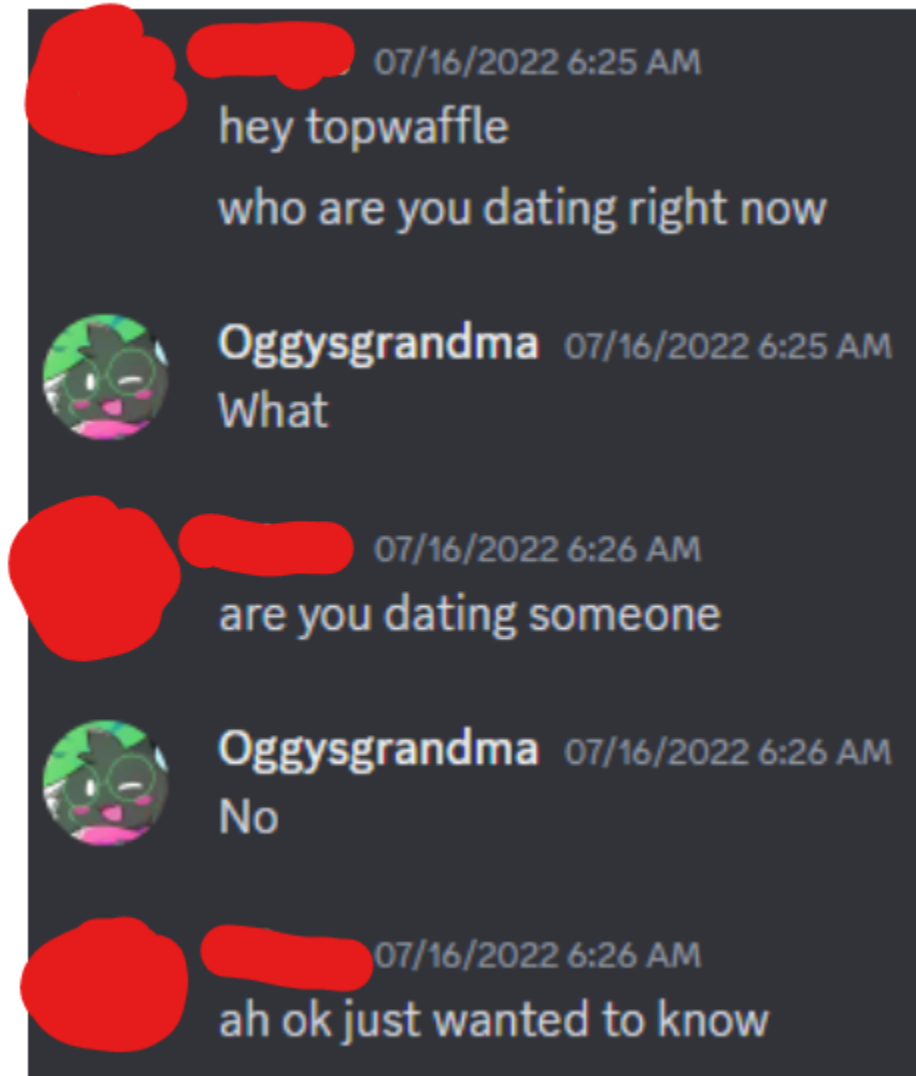 07/16/2022 6:25 AM
hey topwaffle
who are you dating right now
Oggysgrandma 07/16/2022 6:25 AM
What
07/16/2022 6:26 AM
are you dating someone
Oggysgrandma 07/16/2022 6:26 AM
No
07/16/2022 6:26 AM
ah ok just wanted to know